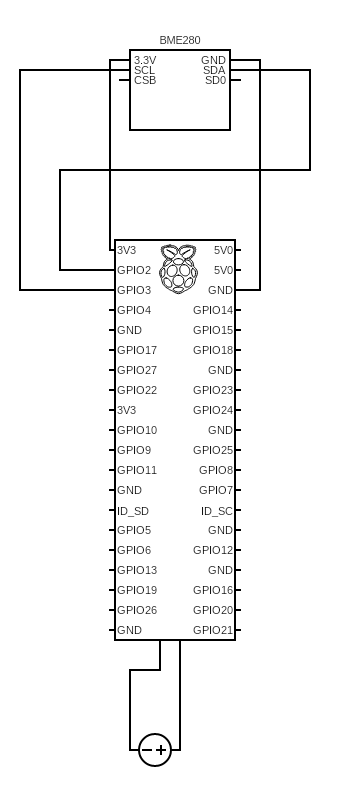 BME280
3.3V GND
SCL SDA
CSB SD0
3V3 5V0
GPIO2 5V0
GPIO3 GND
GPIO4 GPIO14
GND GPIO15
GPIO17 GPIO18
GPIO27 GND
GPIO22 GPIO23
3V3 GPIO24
GPIO10 GND
GPIO9 GPIO25
GPIO11 GPIO8
GND GPIO7
ID_SD ID_SC
GPIO5 GND
GPIO6 GPIO12
GPIO13 GND
GPIO19 GPIO16
GPIO26 GPIO20
GND GPIO21